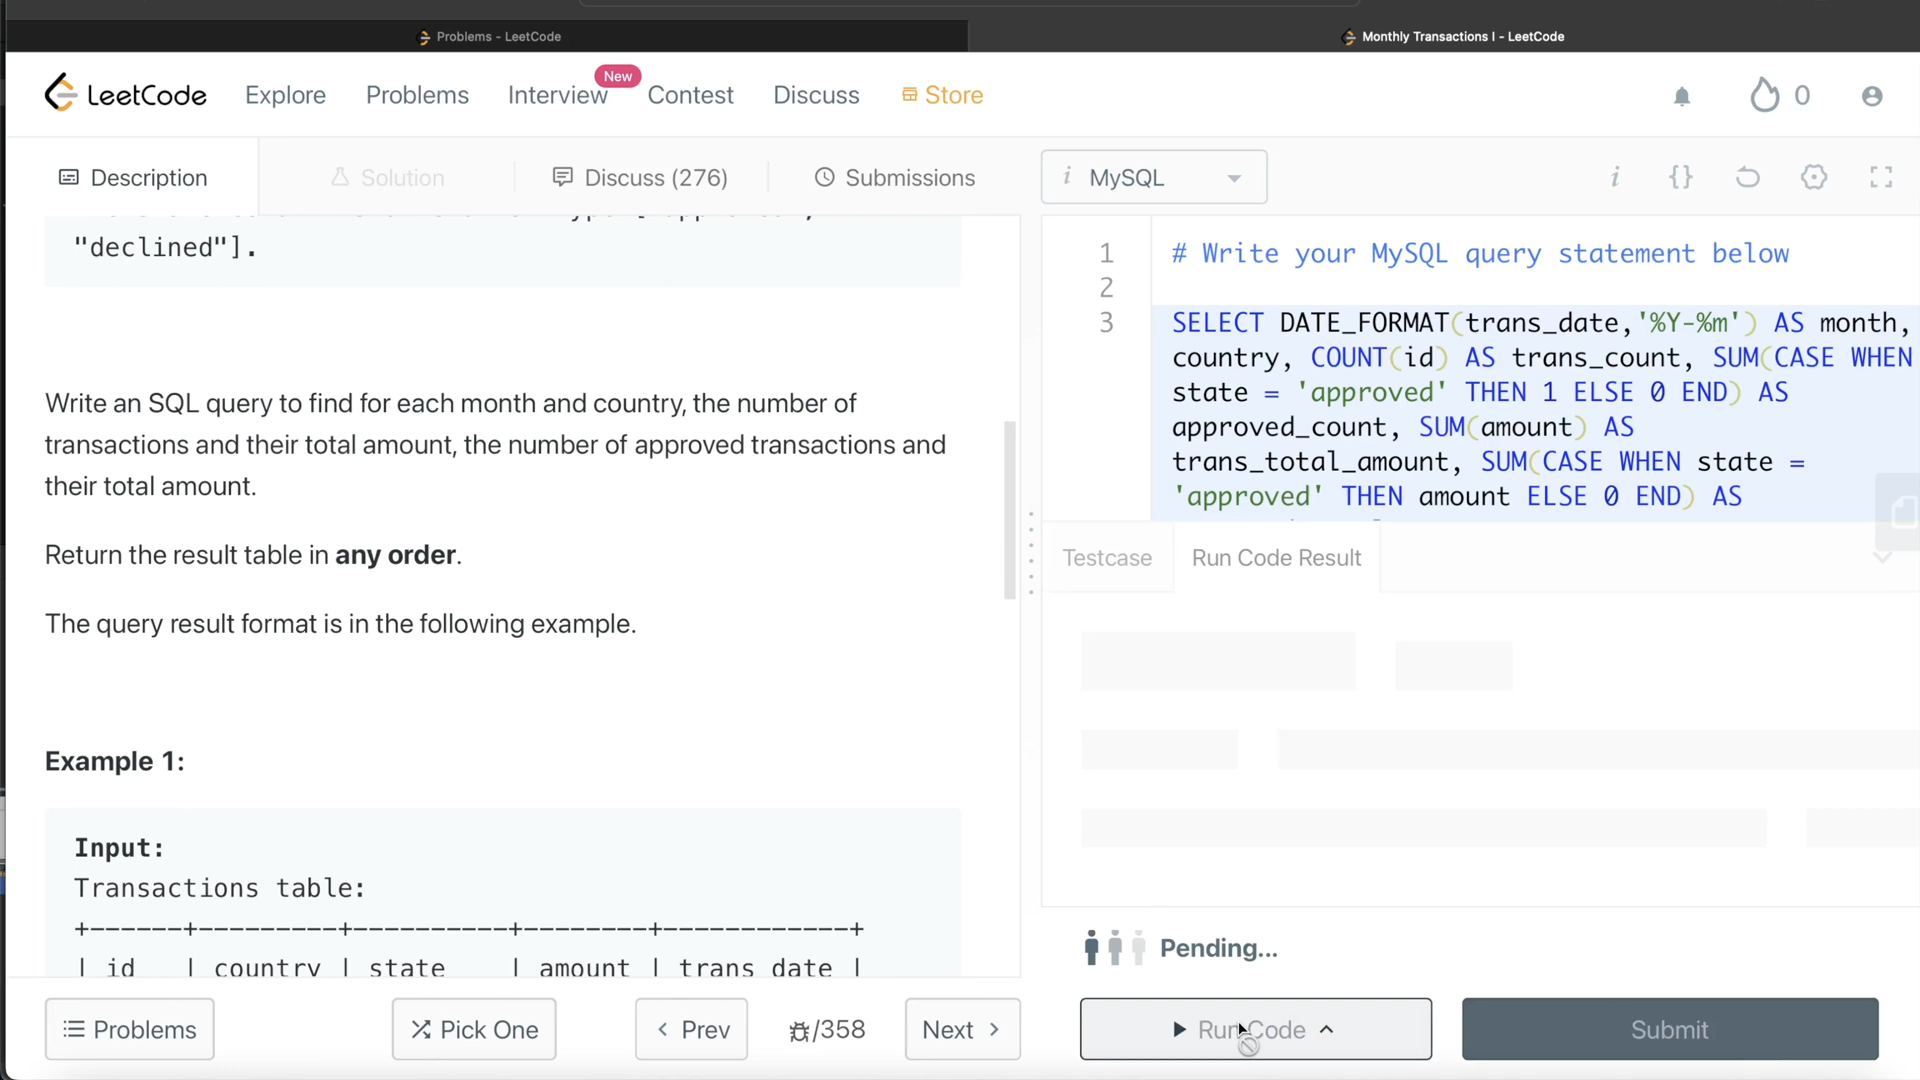 Problems - LeetCode
Monthly Transactions I - LeetCode
LeetCode
Explore
Problems
Interview
New
Contest
Discuss
Store
0
Description
Solution
Discuss (276)
Submissions
i MySQL
i {}
"declined"].
Write an SQL query to find for each month and country, the number of
transactions and their total amount, the number of approved transactions and
their total amount.
Return the result table in any order.
The query result format is in the following example.
Example 1:
Input:
Transactions table:
+------+---------+----------+--------+------------+
| id | country | state | amount | trans_date |
1 # Write your MySQL query statement below
2
3 SELECT DATE_FORMAT(trans_date,'%Y-%m') AS month,
country, COUNT(id) AS trans_count, SUM(CASE WHEN
state = 'approved' THEN 1 ELSE 0 END) AS
approved_count, SUM(amount) AS
trans_total_amount, SUM(CASE WHEN state =
'approved' THEN amount ELSE 0 END) AS
Testcase
Run Code Result
Pending...
Problems
Pick One
< Prev
/358
Next >
Run Code
Submit